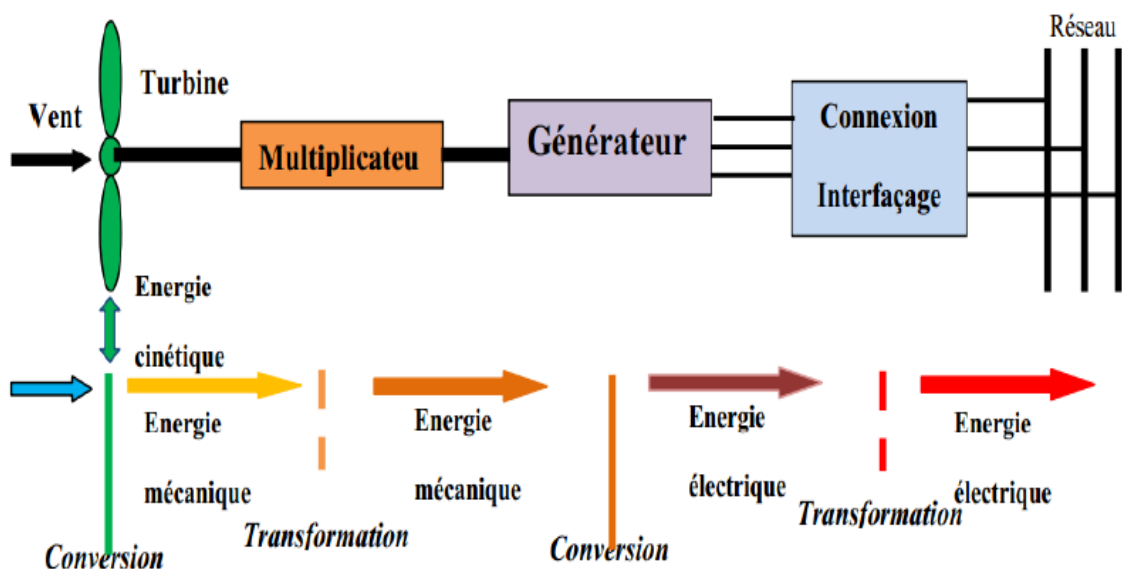 Réseau
Turbine
Vent
Multiplicateu
Générateur
Connexion
Interfaçage
Energie
cinétique
Energie
mécanique
Energie
mécanique
Energie
électrique
Energie
électrique
Conversion
Transformation
Conversion
Transformation